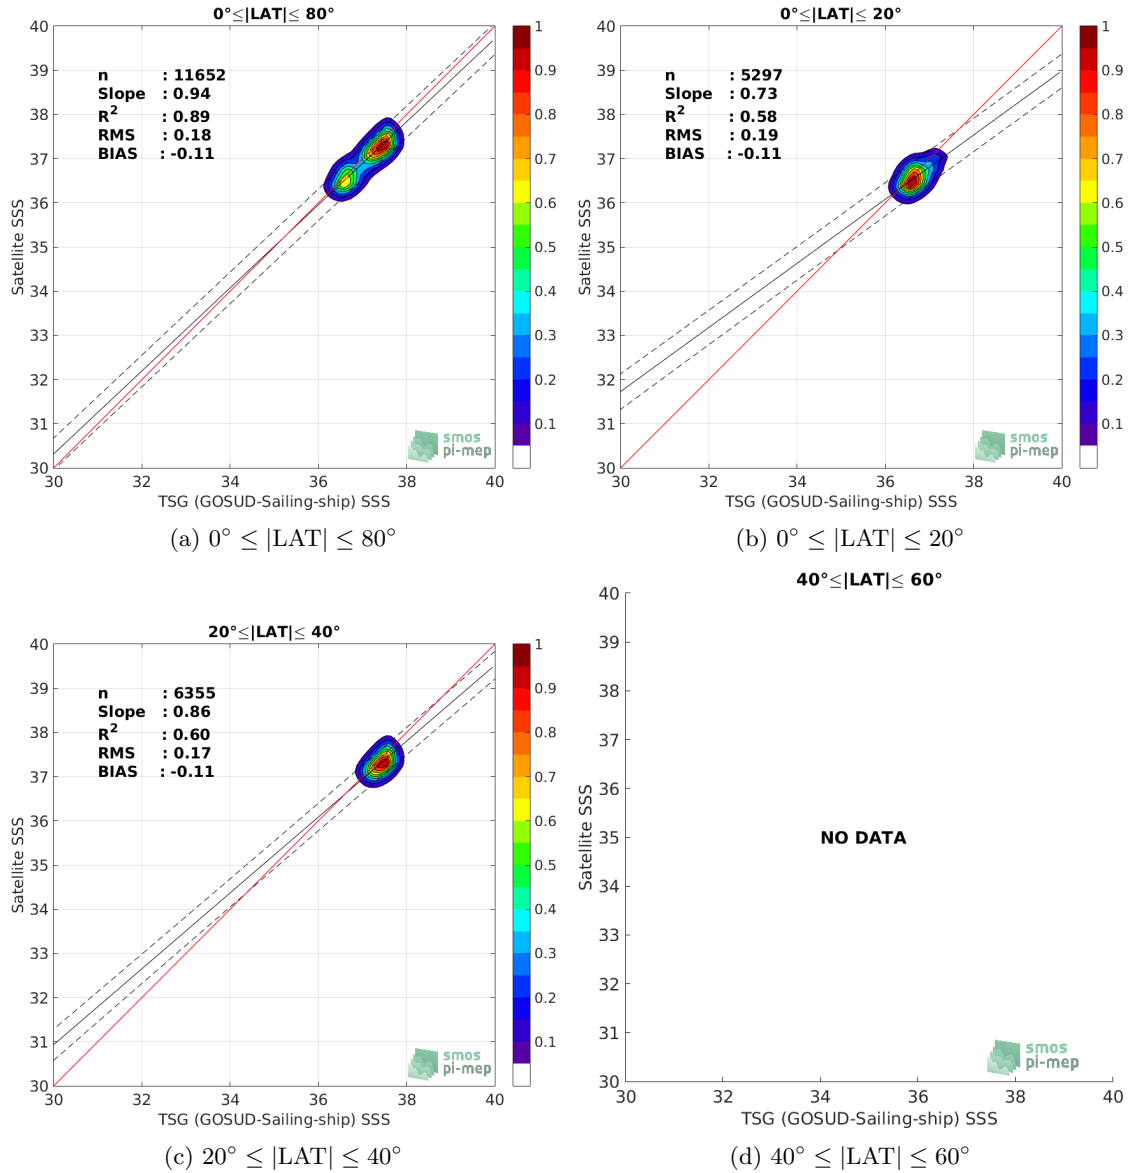 0°≤|LAT|≤ 80°
40
39
38
37
36
35
34
33
32
31
30
Satellite SSS
n : 11652
Slope : 0.94
R² : 0.89
RMS : 0.18
BIAS : -0.11
smos
pi-mep
30 32 34 36 38 40
TSG (GOSUD-Sailing-ship) SSS
1
0.9
0.8
0.7
0.6
0.5
0.4
0.3
0.2
0.1
(a) 0° ≤ |LAT| ≤ 80°
0°≤|LAT|≤ 20°
40
39
38
37
36
35
34
33
32
31
30
Satellite SSS
n : 5297
Slope : 0.73
R² : 0.58
RMS : 0.19
BIAS : -0.11
smos
pi-mep
30 32 34 36 38 40
TSG (GOSUD-Sailing-ship) SSS
1
0.9
0.8
0.7
0.6
0.5
0.4
0.3
0.2
0.1
(b) 0° ≤ |LAT| ≤ 20°
20°≤|LAT|≤ 40°
40
39
38
37
36
35
34
33
32
31
30
Satellite SSS
n : 6355
Slope : 0.86
R² : 0.60
RMS : 0.17
BIAS : -0.11
smos
pi-mep
30 32 34 36 38 40
TSG (GOSUD-Sailing-ship) SSS
1
0.9
0.8
0.7
0.6
0.5
0.4
0.3
0.2
0.1
(c) 20° ≤ |LAT| ≤ 40°
40°≤|LAT|≤ 60°
40
39
38
37
36
35
34
33
32
31
30
Satellite SSS
NO DATA
smos
pi-mep
30 32 34 36 38 40
TSG (GOSUD-Sailing-ship) SSS
(d) 40° ≤ |LAT| ≤ 60°